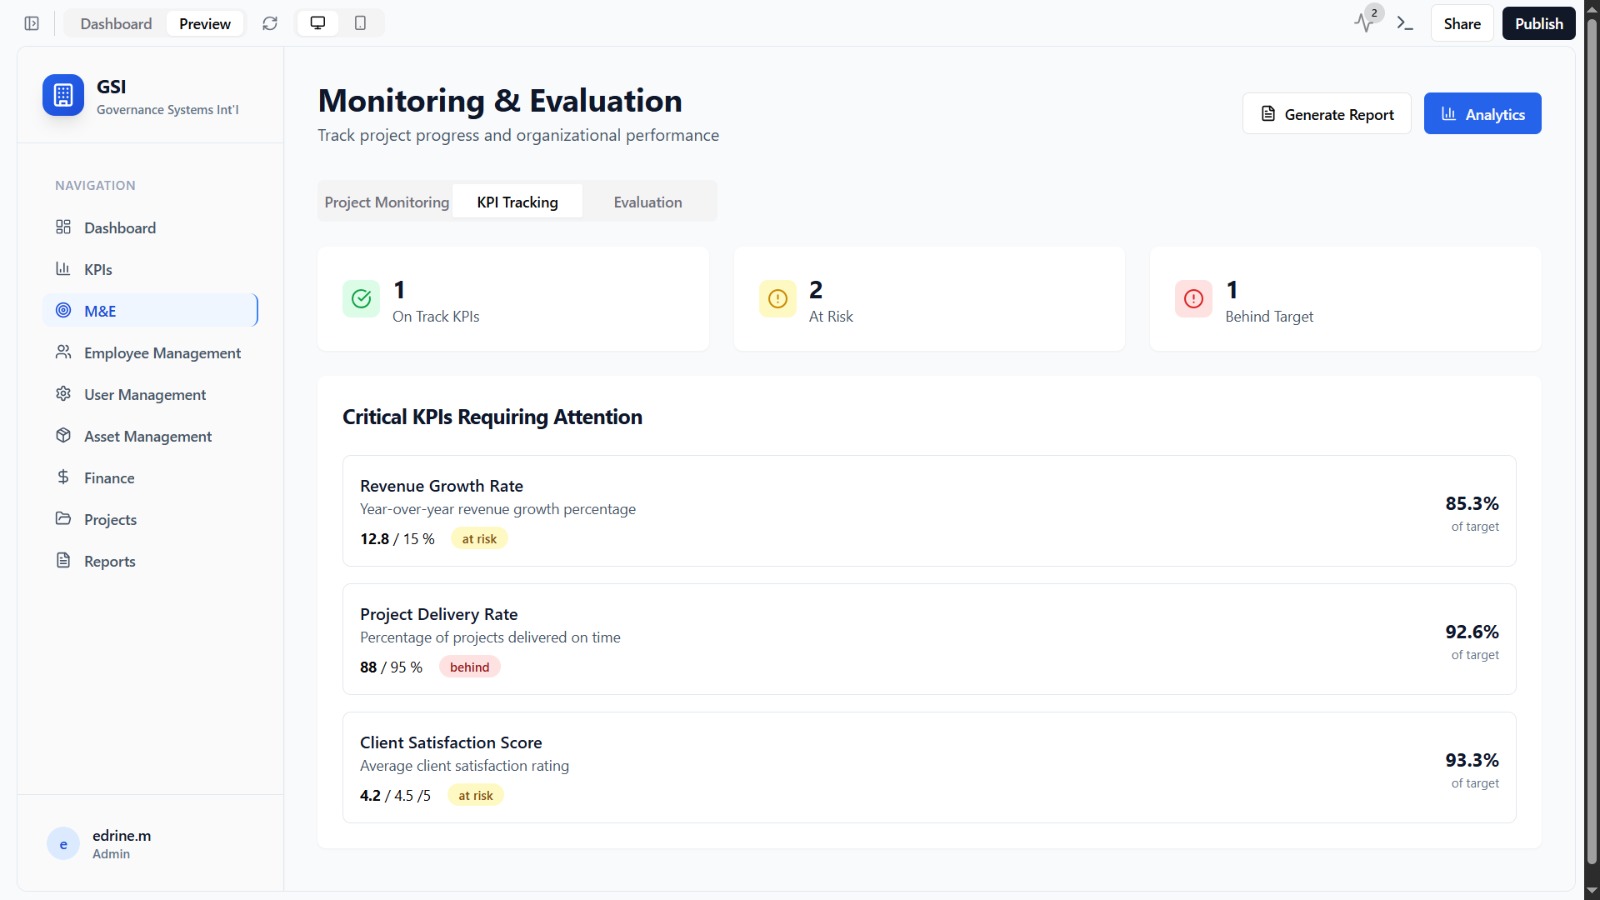 Dashboard
Preview
2
Share
Publish
GSI
Governance Systems Int'l
NAVIGATION
Dashboard
KPIs
M&E
Employee Management
User Management
Asset Management
Finance
Projects
Reports
edrine.m
e
Admin
Monitoring & Evaluation
Track project progress and organizational performance
Generate Report
Analytics
Project Monitoring
KPI Tracking
Evaluation
1
On Track KPIs
2
At Risk
1
Behind Target
Critical KPIs Requiring Attention
Revenue Growth Rate
Year-over-year revenue growth percentage
12.8 / 15 %
at risk
85.3%
of target
Project Delivery Rate
Percentage of projects delivered on time
88 / 95 %
behind
92.6%
of target
Client Satisfaction Score
Average client satisfaction rating
4.2 / 4.5 /5
at risk
93.3%
of target